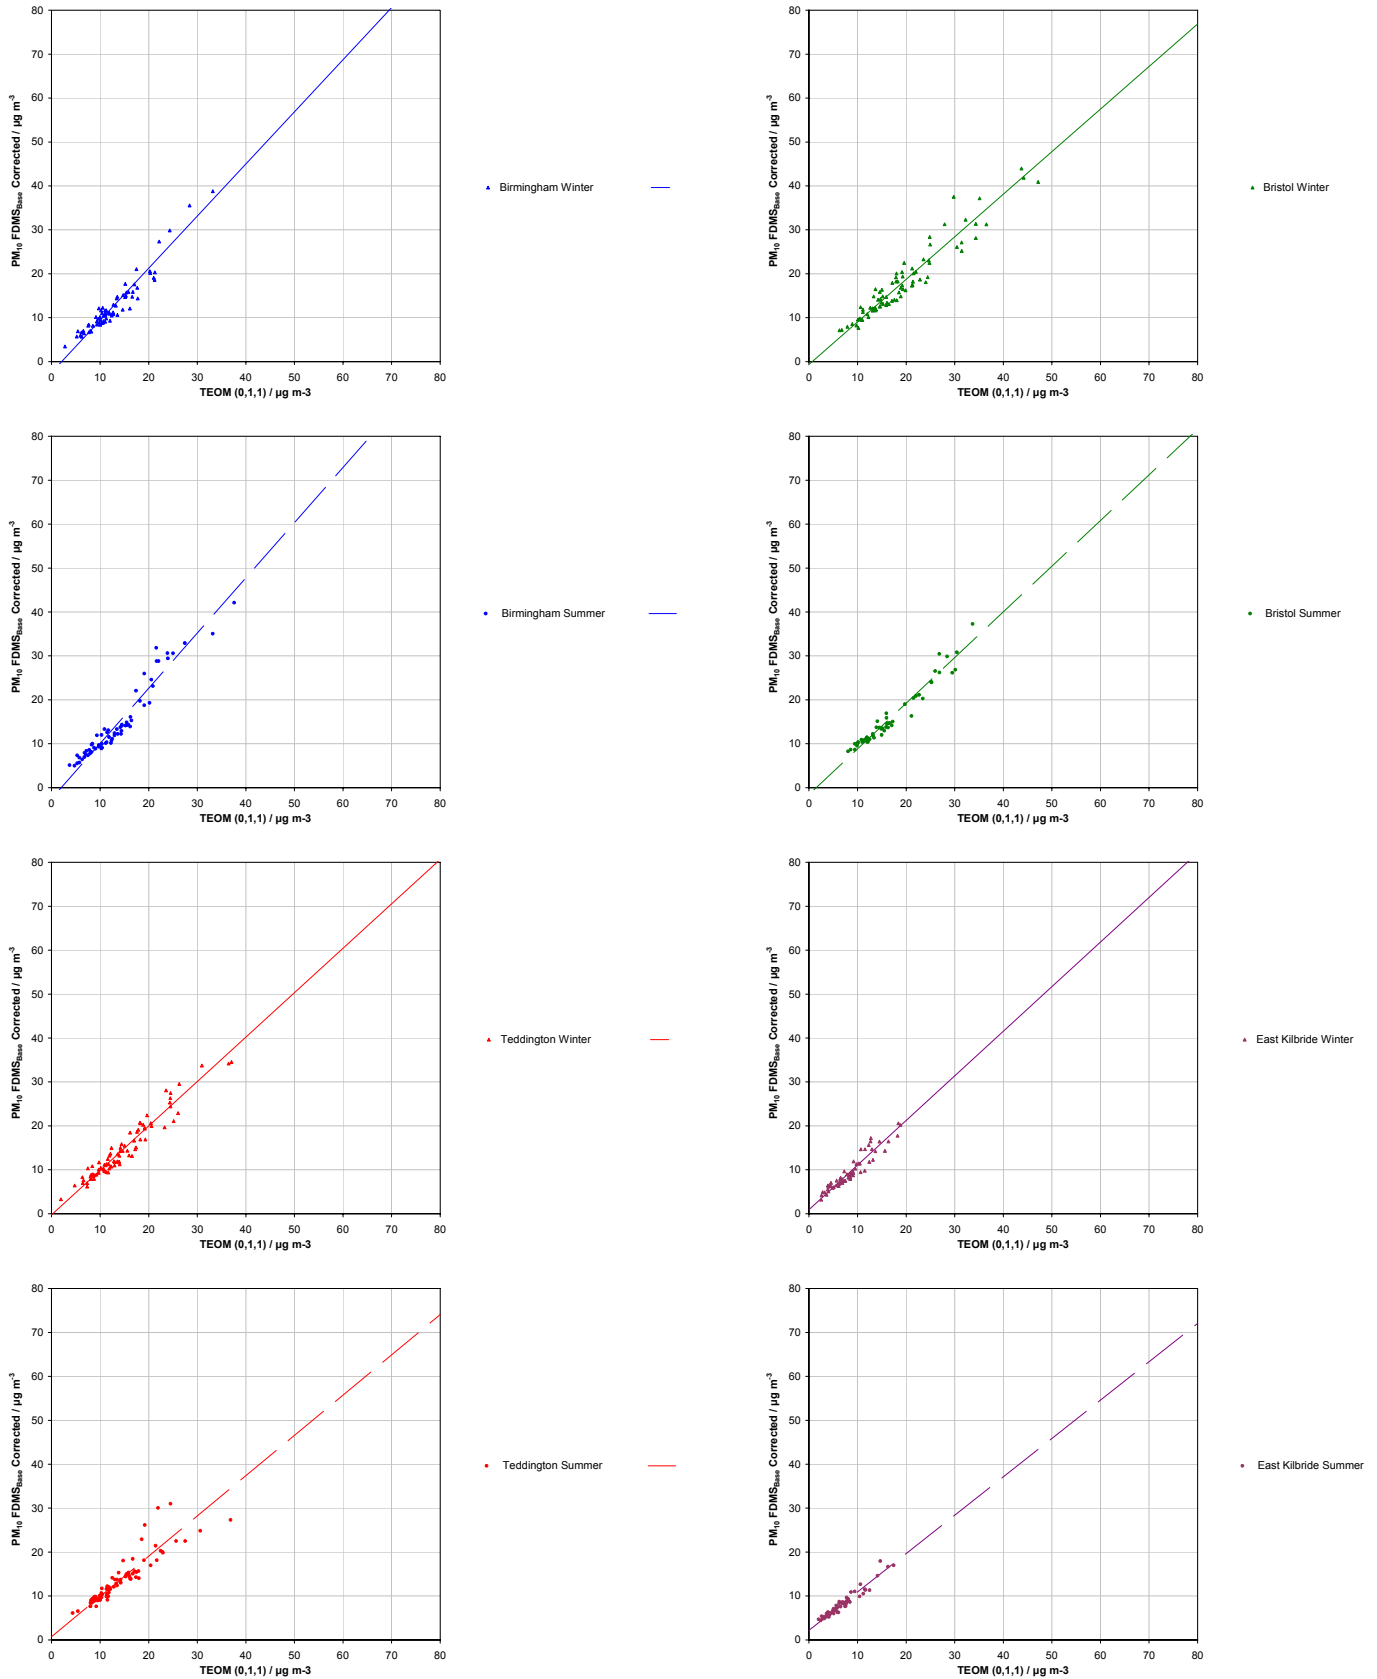 80
70
60
50
40
30
20
10
0
PM10 FDMSBase Corrected / µg m-3
0 10 20 30 40 50 60 70 80
TEOM (0,1,1) / µg m-3
Birmingham Winter
80
70
60
50
40
30
20
10
0
PM10 FDMSBase Corrected / µg m-3
0 10 20 30 40 50 60 70 80
TEOM (0,1,1) / µg m-3
Bristol Winter
80
70
60
50
40
30
20
10
0
PM10 FDMSBase Corrected / µg m-3
0 10 20 30 40 50 60 70 80
TEOM (0,1,1) / µg m-3
Birmingham Summer
80
70
60
50
40
30
20
10
0
PM10 FDMSBase Corrected / µg m-3
0 10 20 30 40 50 60 70 80
TEOM (0,1,1) / µg m-3
Bristol Summer
80
70
60
50
40
30
20
10
0
PM10 FDMSBase Corrected / µg m-3
0 10 20 30 40 50 60 70 80
TEOM (0,1,1) / µg m-3
Teddington Winter
80
70
60
50
40
30
20
10
0
PM10 FDMSBase Corrected / µg m-3
0 10 20 30 40 50 60 70 80
TEOM (0,1,1) / µg m-3
East Kilbride Winter
80
70
60
50
40
30
20
10
0
PM10 FDMSBase Corrected / µg m-3
0 10 20 30 40 50 60 70 80
TEOM (0,1,1) / µg m-3
Teddington Summer
80
70
60
50
40
30
20
10
0
PM10 FDMSBase Corrected / µg m-3
0 10 20 30 40 50 60 70 80
TEOM (0,1,1) / µg m-3
East Kilbride Summer